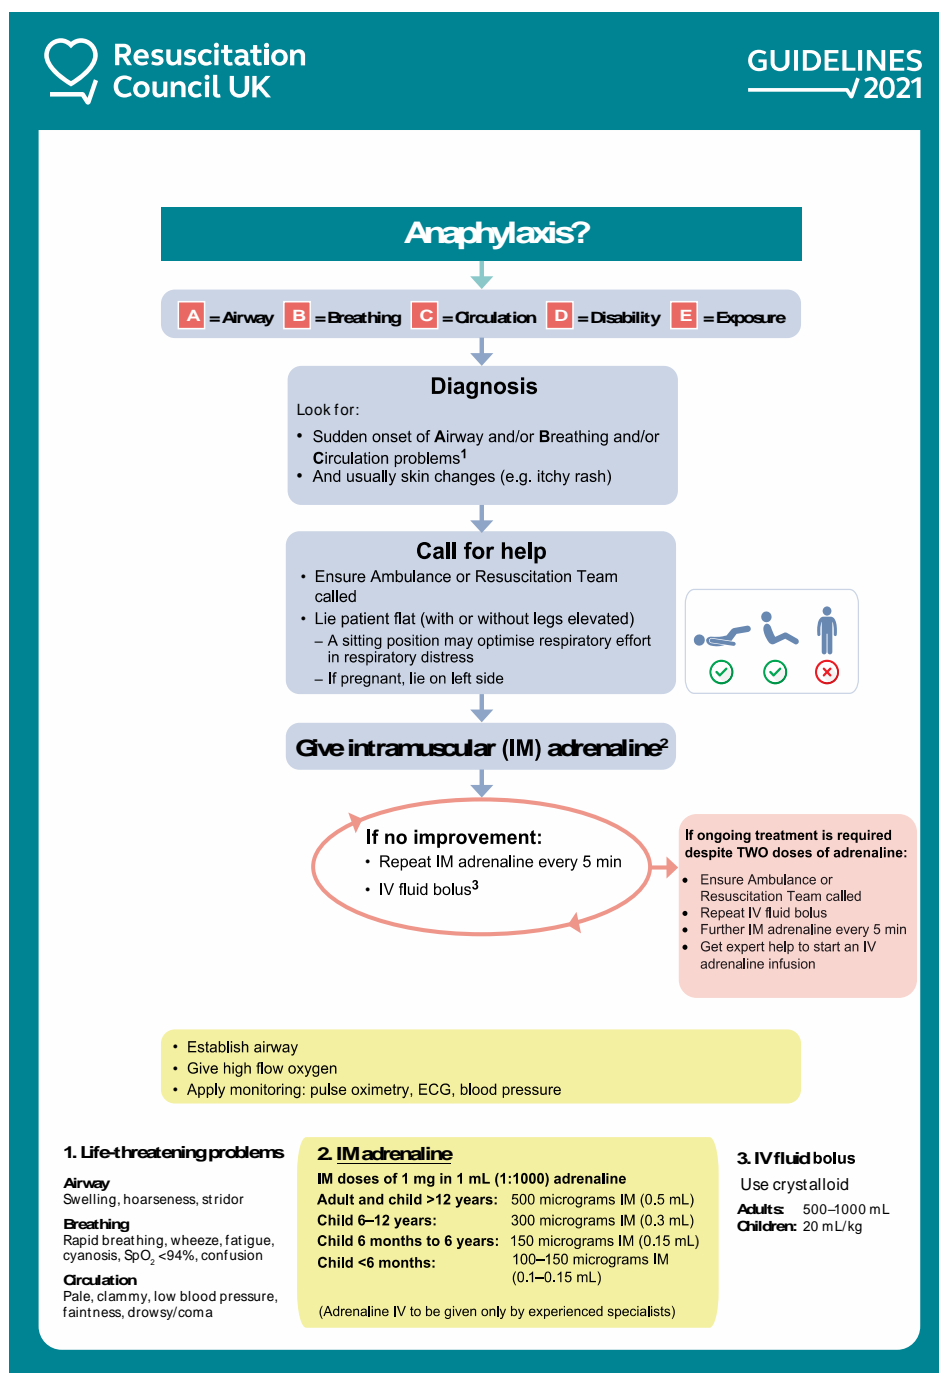 Resuscitation
Council UK
GUIDELINES
2021
Anaphylaxis?
A = Airway B = Breathing C = Circulation D = Disability E = Exposure
Diagnosis
Look for:
• Sudden onset of Airway and/or Breathing and/or
Circulation problems1
• And usually skin changes (e.g. itchy rash)
Call for help
• Ensure Ambulance or Resuscitation Team
called
• Lie patient flat (with or without legs elevated)
– A sitting position may optimise respiratory effort
in respiratory distress
– If pregnant, lie on left side
Give intramuscular (IM) adrenaline2
If no improvement:
• Repeat IM adrenaline every 5 min
• IV fluid bolus3
If ongoing treatment is required
despite TWO doses of adrenaline:
• Ensure Ambulance or
Resuscitation Team called
• Repeat IV fluid bolus
• Further IM adrenaline every 5 min
• Get expert help to start an IV
adrenaline infusion
• Establish airway
• Give high flow oxygen
• Apply monitoring: pulse oximetry, ECG, blood pressure
1. Life-threatening problems
Airway
Swelling, hoarseness, stridor
Breathing
Rapid breathing, wheeze, fatigue,
cyanosis, SpO2 <94%, confusion
Circulation
Pale, clammy, low blood pressure,
faintness, drowsy/coma
2. IM adrenaline
IM doses of 1 mg in 1 mL (1:1000) adrenaline
Adult and child >12 years: 500 micrograms IM (0.5 mL)
Child 6–12 years: 300 micrograms IM (0.3 mL)
Child 6 months to 6 years: 150 micrograms IM (0.15 mL)
Child <6 months: 100–150 micrograms IM
(0.1–0.15 mL)
(Adrenaline IV to be given only by experienced specialists)
3. IV fluid bolus
Use crystalloid
Adults: 500–1000 mL
Children: 20 mL/kg